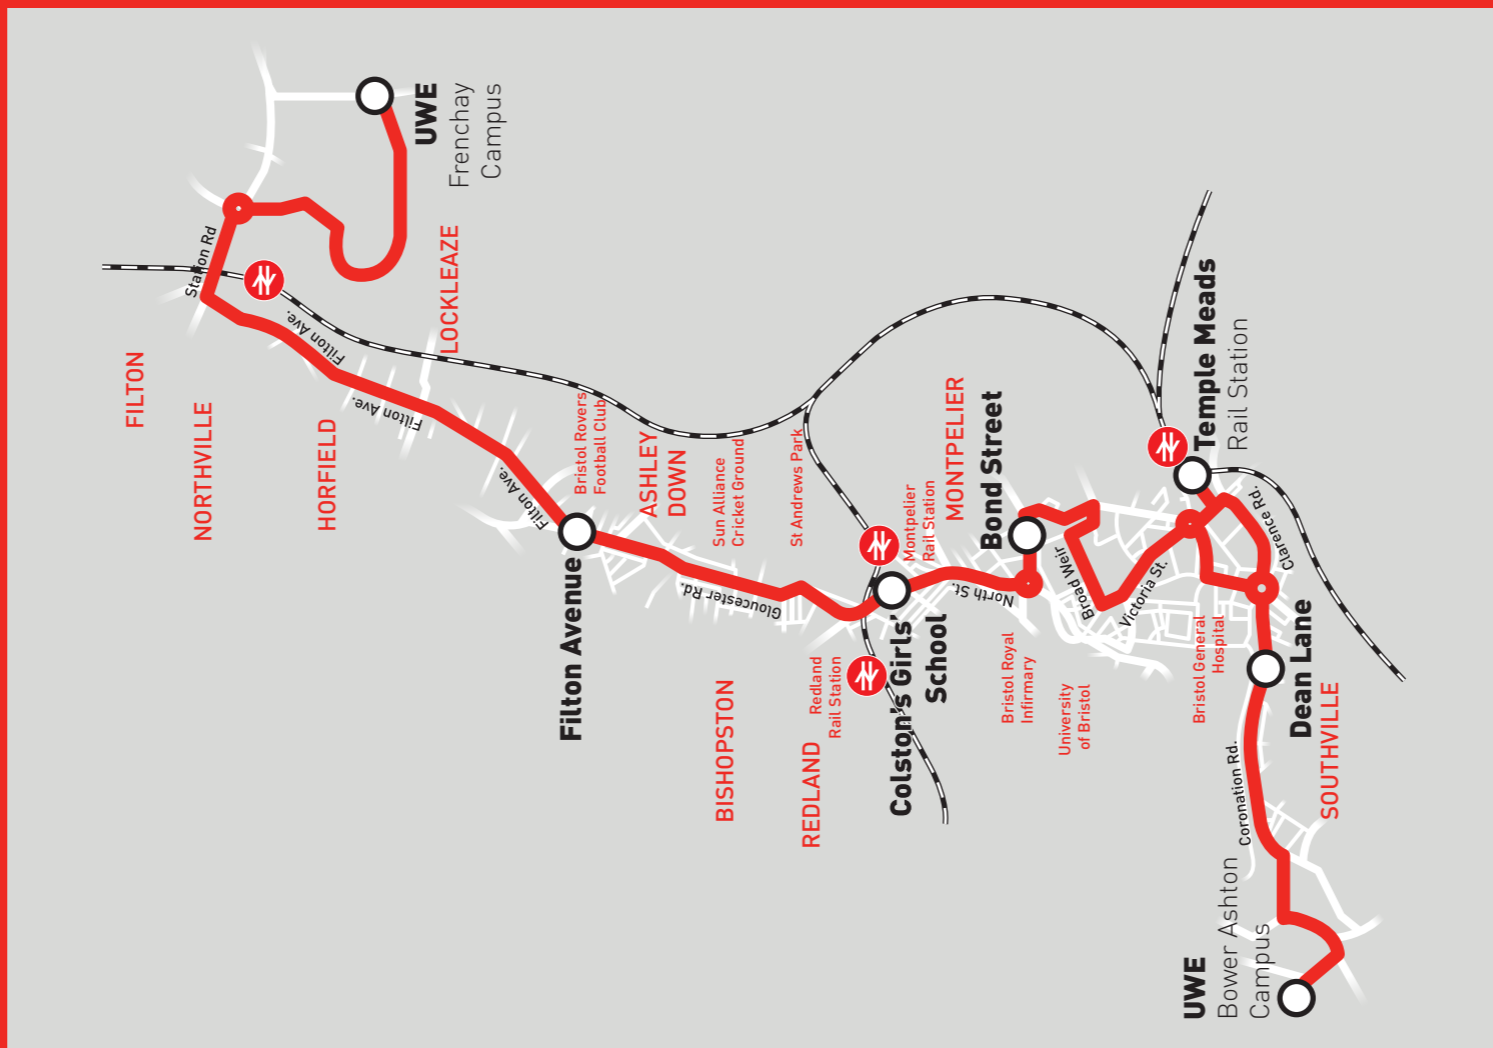 UWE
Frenchay
Campus
Station Rd
Filton Ave.
LOCKLEAZE
FILTON
NORTHVILLE
HORFIELD
Filton Ave.
Filton Ave.
Bristol Rovers
Football Club
ASHLEY
DOWN
Filton Avenue
Sun Alliance
Cricket Ground
St Andrews Park
Gloucester Rd.
BISHOPSTON
REDLAND
Redland
Rail Station
Montpelier
Rail Station
MONTPELIER
Colston's Girls'
School
North St.
Bond Street
Broad Weir
Bristol Royal
Infirmary
University
of Bristol
Victoria St.
Temple Meads
Rail Station
Clarence Rd.
Bristol General
Hospital
Dean Lane
SOUTHVILLE
Coronation Rd.
UWE
Bower Ashton
Campus